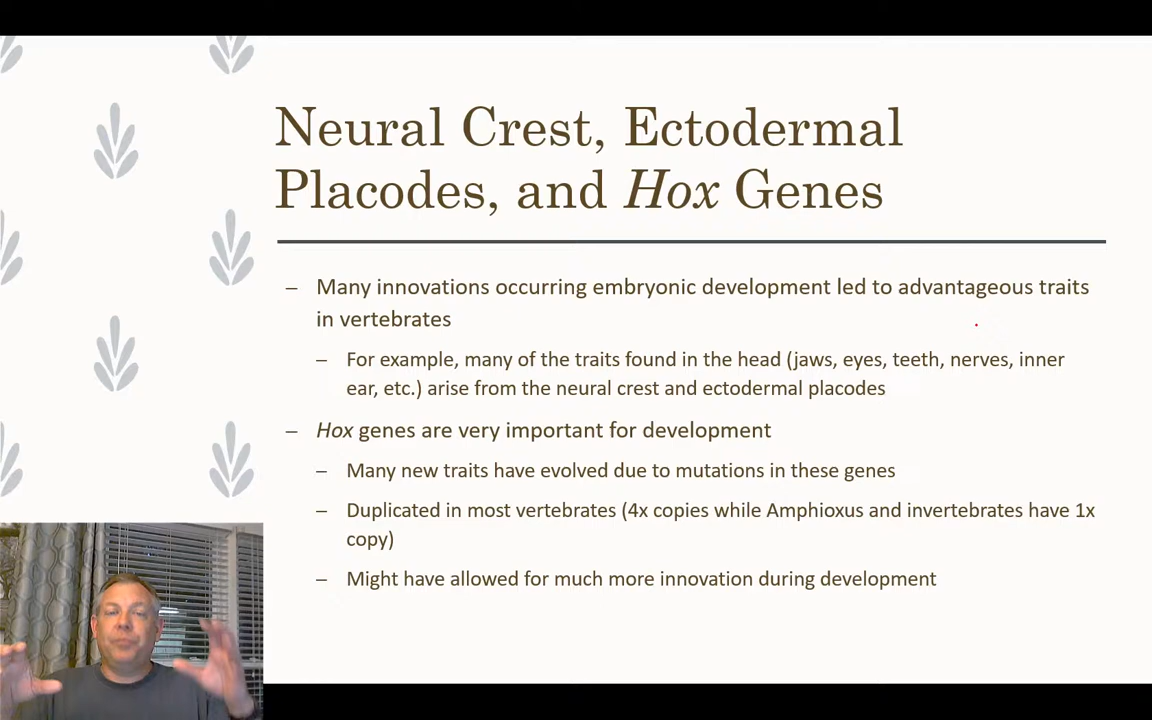 Neural Crest, Ectodermal
Placodes, and Hox Genes
– Many innovations occurring embryonic development led to advantageous traits
in vertebrates
– For example, many of the traits found in the head (jaws, eyes, teeth, nerves, inner
ear, etc.) arise from the neural crest and ectodermal placodes
– Hox genes are very important for development
– Many new traits have evolved due to mutations in these genes
– Duplicated in most vertebrates (4x copies while Amphioxus and invertebrates have 1x
copy)
– Might have allowed for much more innovation during development